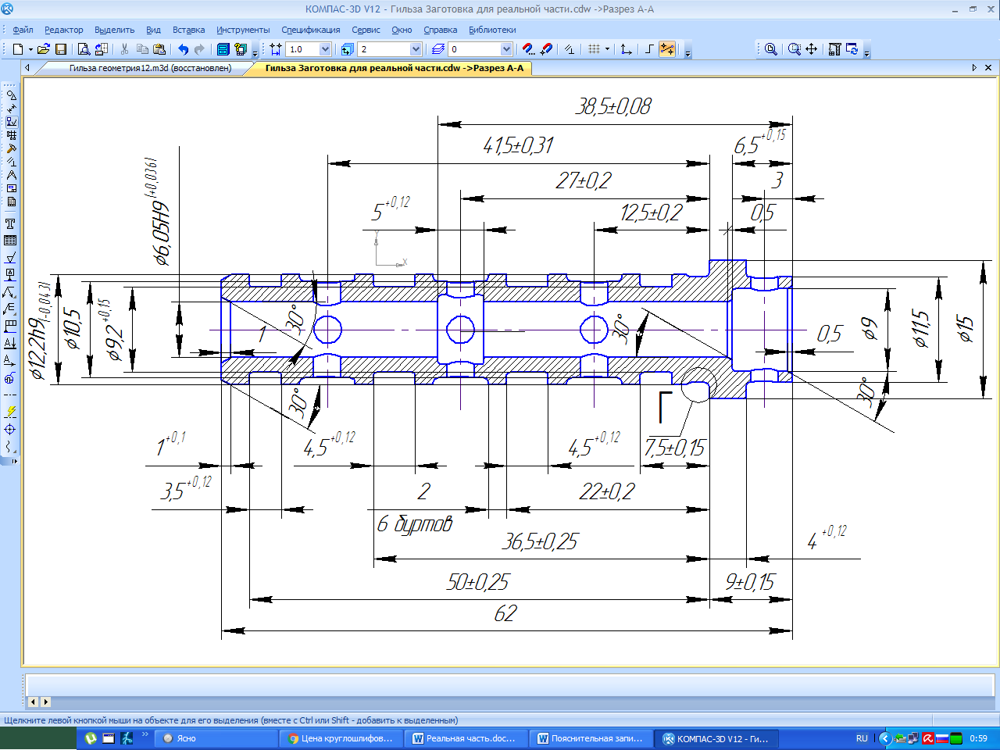 КОМПАС-3D V12 - Гильза Заготовка для реальной части.cdw ->Разрез А-А
Файл Редактор Выделить Вид Вставка Инструменты Спецификация Сервис Окно Справка Библиотеки
1.0 2 0
Гильза геометрия12.m3d (восстановлен) Гильза Заготовка для реальной части.cdw ->Разрез А-А
38,5±0,08
41,5±0,31 6,5+0,15
27±0,2 3
5+0,12 12,5±0,2 0,5
Y
X
ϕ6,05H9(+0,036)
ϕ12,2h9(-0,043)
ϕ10,5
ϕ9,2+0,15
1 30° 30° 0,5
ϕ9
ϕ11,5
ϕ15
30° 30°
Г
1+0,1 4,5+0,12 4,5+0,12 7,5±0,15
3,5+0,12 2 22±0,2
6 буртов
36,5±0,25 4+0,12
50±0,25 9±0,15
62
Щелкните левой кнопкой мыши на объекте для его выделения (вместе с Ctrl или Shift - добавить к выделенным)
Ясно Цена круглошлифов... Реальная часть.doc... Пояснительная запи... КОМПАС-3D V12 - Ги... RU 0:59